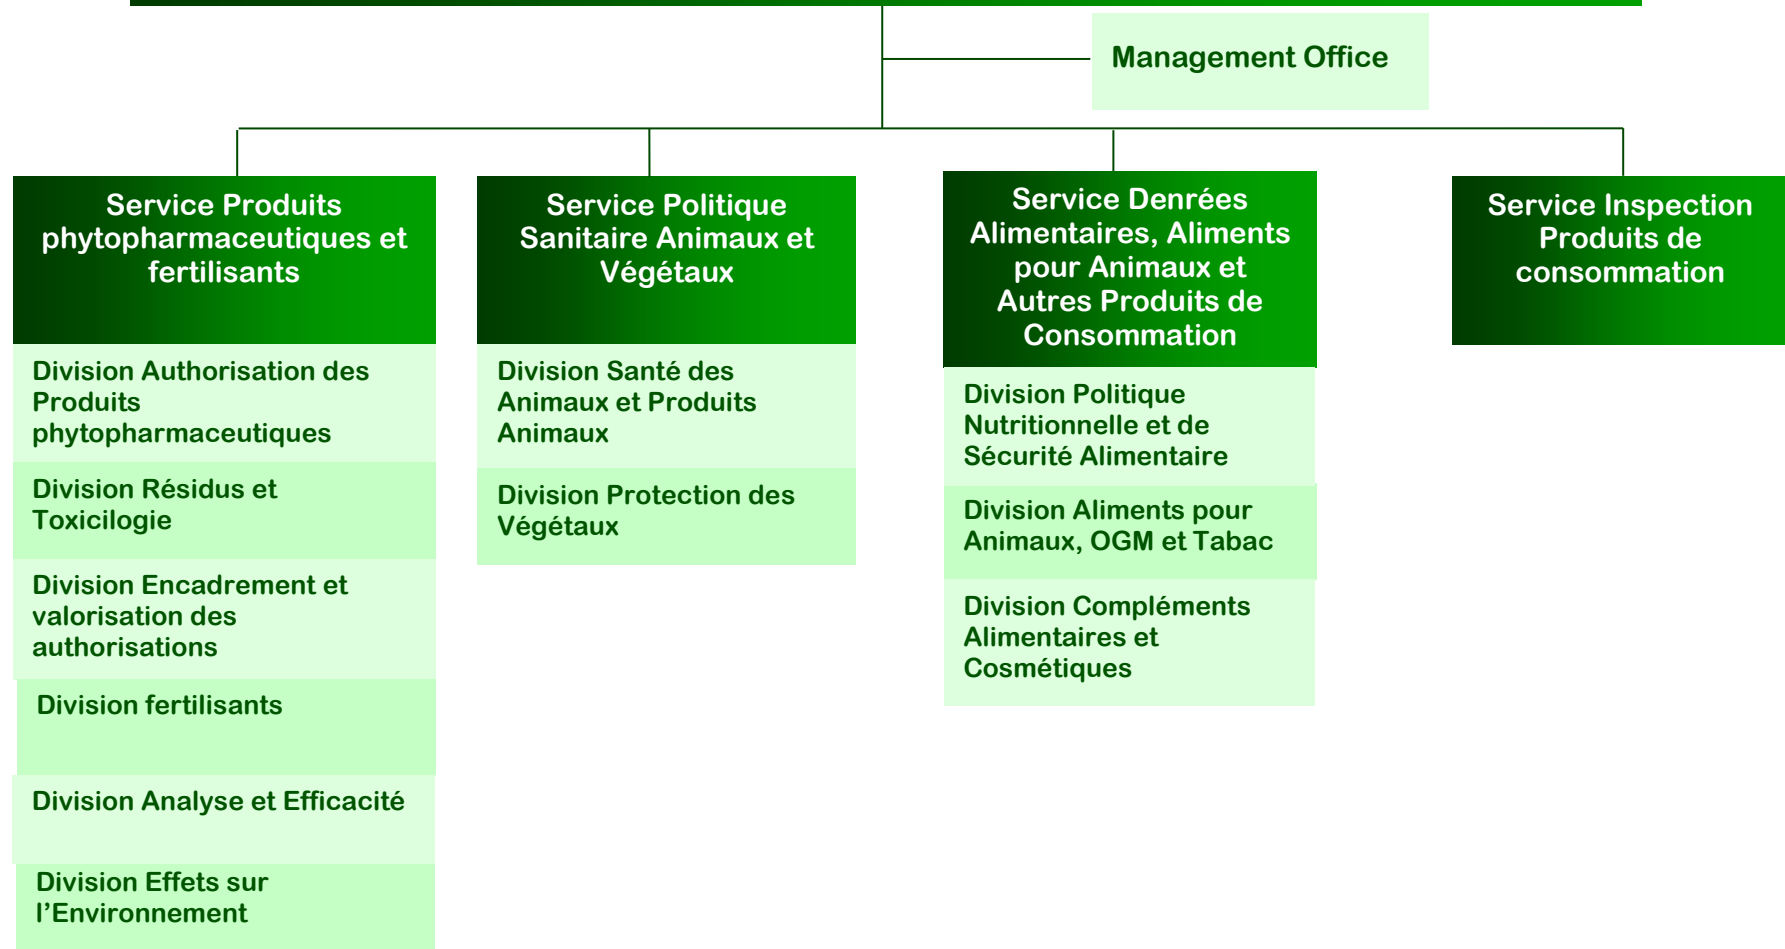 Management Office
Service Produits
phytopharmaceutiques et
fertilisants
Division Authorisation des
Produits
phytopharmaceutiques
Division Résidus et
Toxicilogie
Division Encadrement et
valorisation des
authorisations
Division fertilisants
Division Analyse et Efficacité
Division Effets sur
l’Environnement
Service Politique
Sanitaire Animaux et
Végétaux
Division Santé des
Animaux et Produits
Animaux
Division Protection des
Végétaux
Service Denrées
Alimentaires, Aliments
pour Animaux et
Autres Produits de
Consommation
Division Politique
Nutritionnelle et de
Sécurité Alimentaire
Division Aliments pour
Animaux, OGM et Tabac
Division Compléments
Alimentaires et
Cosmétiques
Service Inspection
Produits de
consommation